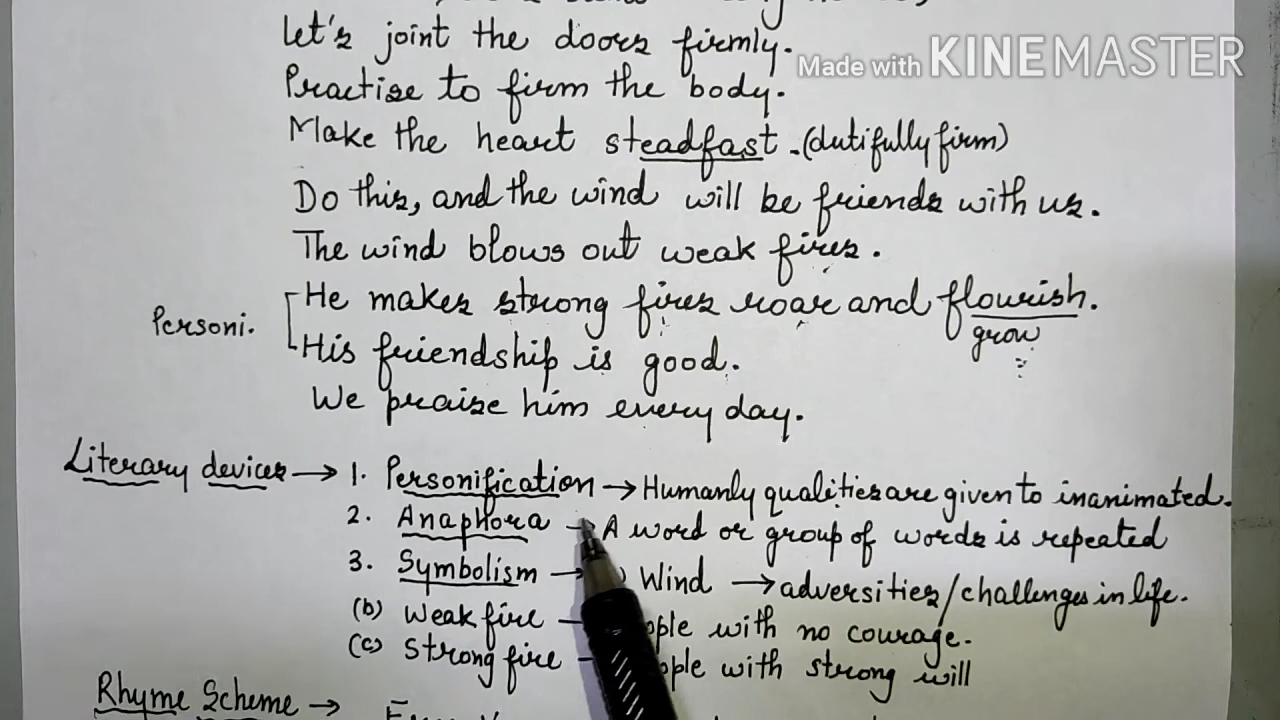 Let's joint the doors firmly.
Made with KINEMASTER
Practise to firm the body.
Make the heart steadfast. (dutifully firm)
Do this, and the wind will be friends with us.
The wind blows out weak fires.
He makes strong fires roar and flourish.
Personi.
grow
His friendship is good.
We praise him every day.
Literary devices → 1. Personification → Humanly qualities are given to inanimated.
2. Anaphora → A word or group of words is repeated
3. Symbolism → Wind → adversities/challenges in life.
(b) Weak fire with no courage.
(c) Strong fire with strong will
Rhyme Scheme →